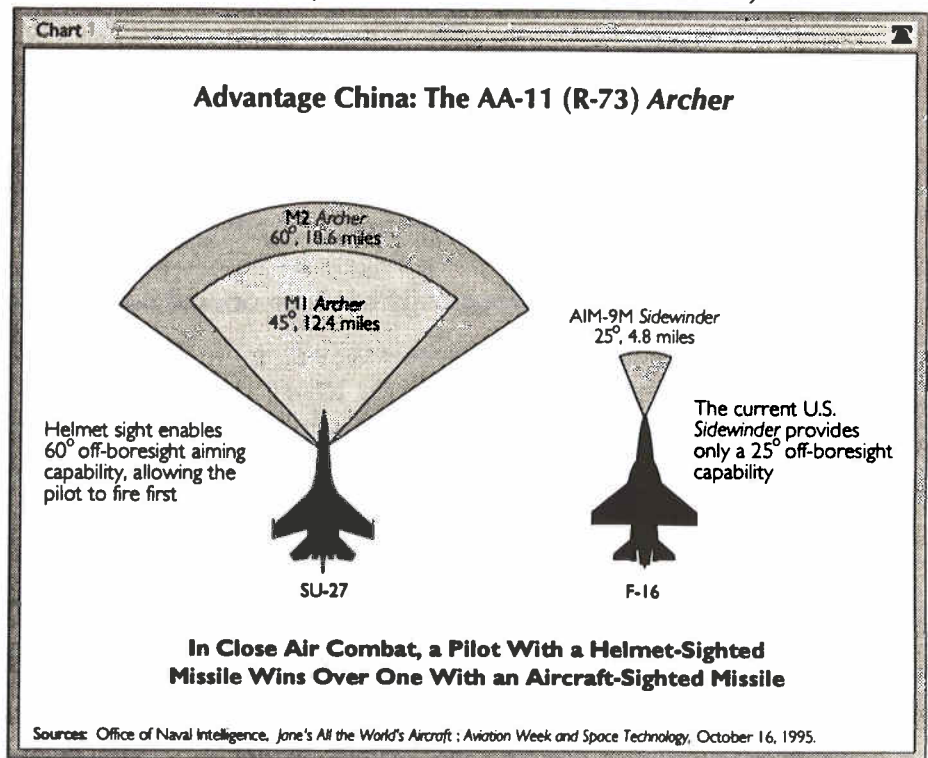 Chart 1
Advantage China: The AA-11 (R-73) Archer
M2 Archer
60°, 18.6 miles
M1 Archer
45°, 12.4 miles
AIM-9M Sidewinder
25°, 4.8 miles
Helmet sight enables
60° off-boresight aiming
capability, allowing the
pilot to fire first
The current U.S.
Sidewinder provides
only a 25° off-boresight
capability
SU-27
F-16
In Close Air Combat, a Pilot With a Helmet-Sighted
Missile Wins Over One With an Aircraft-Sighted Missile
Sources: Office of Naval Intelligence, Jane's All the World's Aircraft ; Aviation Week and Space Technology, October 16, 1995.